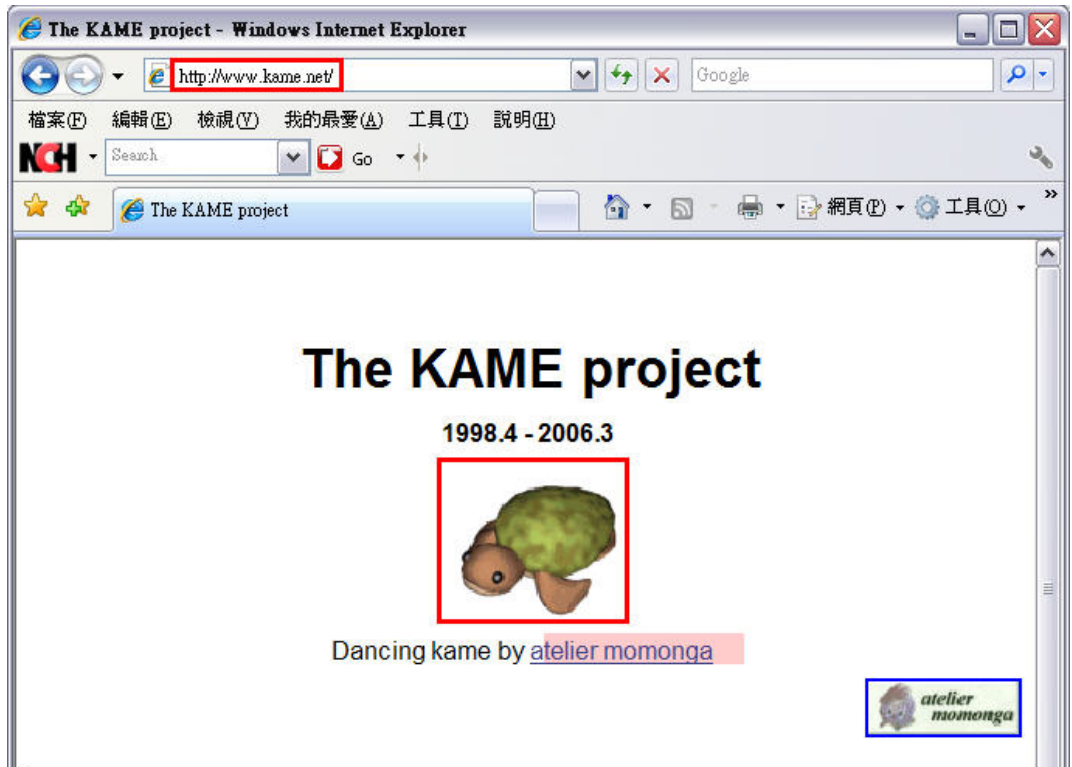 The KAME project - Windows Internet Explorer
http://www.kame.net/
Google
檔案(F) 編輯(E) 檢視(V) 我的最愛(A) 工具(T) 說明(H)
NCH Search Go
The KAME project
網頁(P) 工具(O) »
The KAME project
1998.4 - 2006.3
Dancing kame by atelier momonga
atelier
momonga